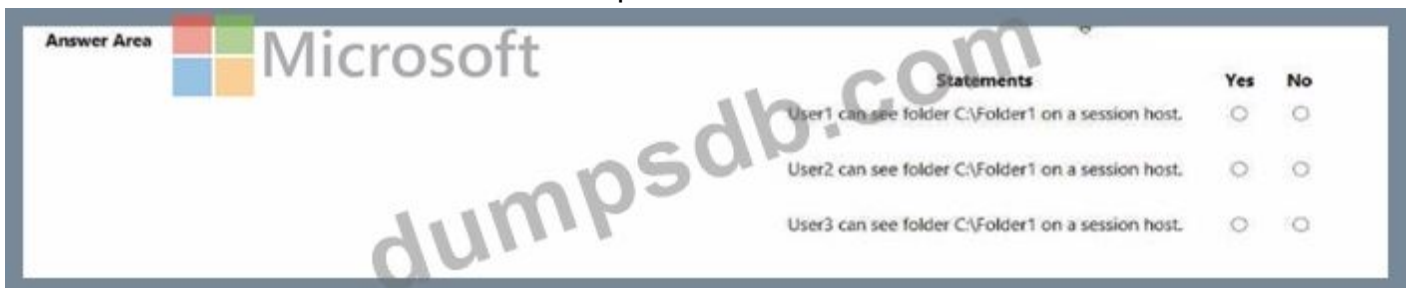 Answer Area
Microsoft
Statements Yes No
User1 can see folder C:\Folder1 on a session host.
User2 can see folder C:\Folder1 on a session host.
User3 can see folder C:\Folder1 on a session host.
dumpsdb.com